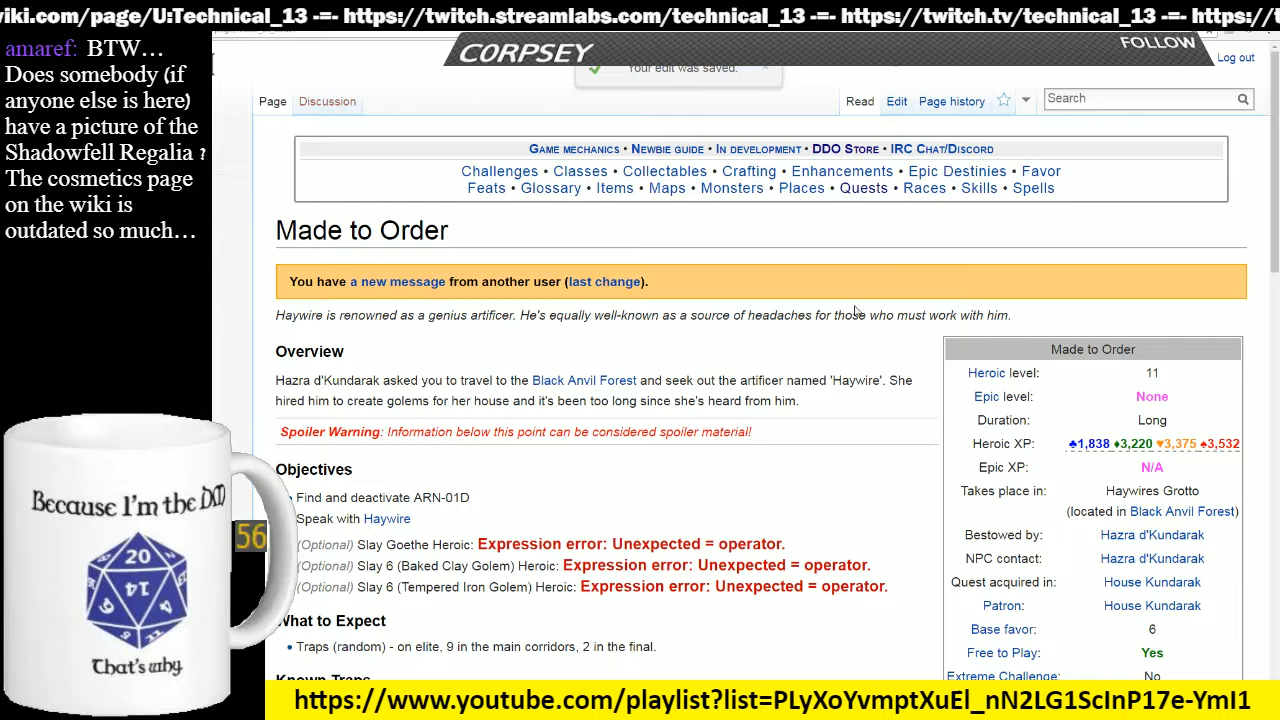 iki.com/page/U:Technical_13 -=- https://twitch.streamlabs.com/technical_13 -=- https://twitch.tv/technical_13 -=- https://
amaref: BTW…
Does somebody (if
anyone else is here)
have a picture of the
Shadowfell Regalia ?
The cosmetics page
on the wiki is
outdated so much…
CORPSEY
FOLLOW
Log out
Your edit was saved.
Page Discussion Read Edit Page history Search
Game mechanics • Newbie guide • In development • DDO Store • IRC Chat/Discord
Challenges • Classes • Collectables • Crafting • Enhancements • Epic Destinies • Favor
Feats • Glossary • Items • Maps • Monsters • Places • Quests • Races • Skills • Spells
Made to Order
You have a new message from another user (last change).
Haywire is renowned as a genius artificer. He's equally well-known as a source of headaches for those who must work with him.
Overview
Hazra d'Kundarak asked you to travel to the Black Anvil Forest and seek out the artificer named 'Haywire'. She
hired him to create golems for her house and it's been too long since she's heard from him.
Spoiler Warning: Information below this point can be considered spoiler material!
Objectives
Find and deactivate ARN-01D
Speak with Haywire
(Optional) Slay Goethe Heroic: Expression error: Unexpected = operator.
(Optional) Slay 6 (Baked Clay Golem) Heroic: Expression error: Unexpected = operator.
(Optional) Slay 6 (Tempered Iron Golem) Heroic: Expression error: Unexpected = operator.
What to Expect
• Traps (random) - on elite, 9 in the main corridors, 2 in the final.
Known Traps
Made to Order
Heroic level: 11
Epic level: None
Duration: Long
Heroic XP: ♣1,838 ♦3,220 ♥3,375 ♠3,532
Epic XP: N/A
Takes place in: Haywires Grotto
(located in Black Anvil Forest)
Bestowed by: Hazra d'Kundarak
NPC contact: Hazra d'Kundarak
Quest acquired in: House Kundarak
Patron: House Kundarak
Base favor: 6
Free to Play: Yes
Extreme Challenge: No
56
Because I'm the DM
20
14
That's why.
https://www.youtube.com/playlist?list=PLyXoYvmptXuEl_nN2LG1ScInP17e-YmI1